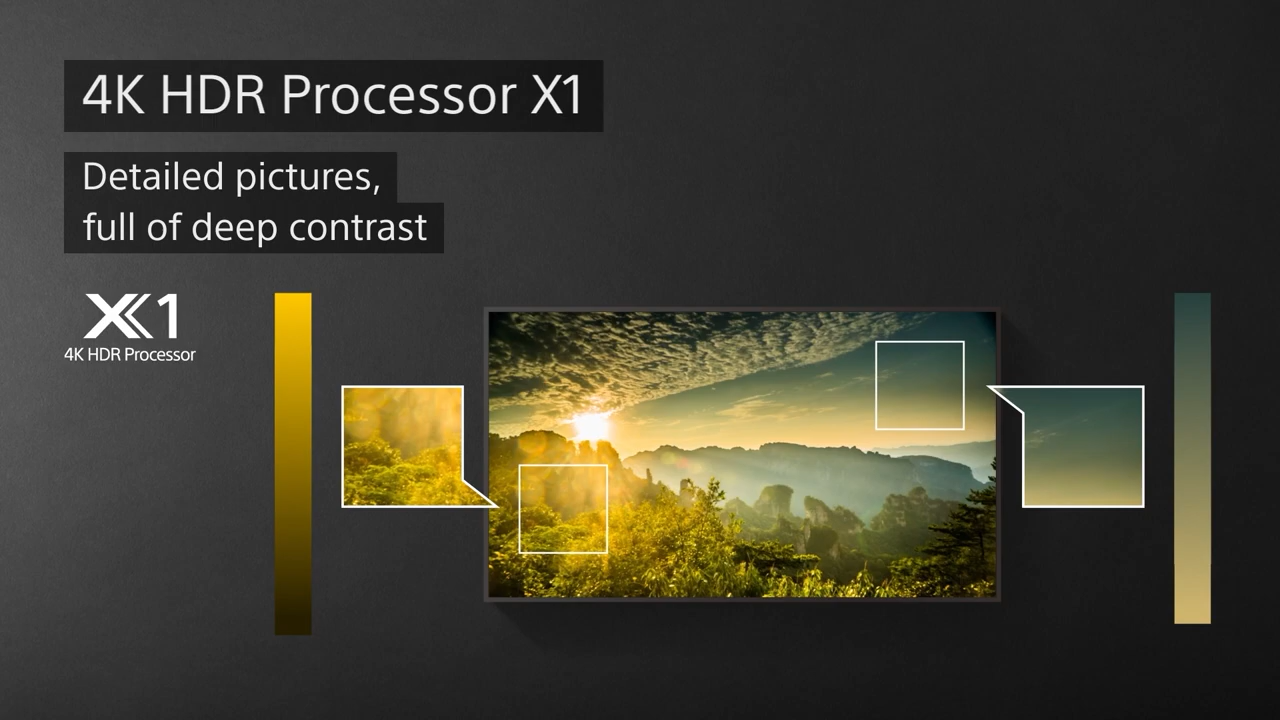 4K HDR Processor X1
Detailed pictures,
full of deep contrast
X1
4K HDR Processor